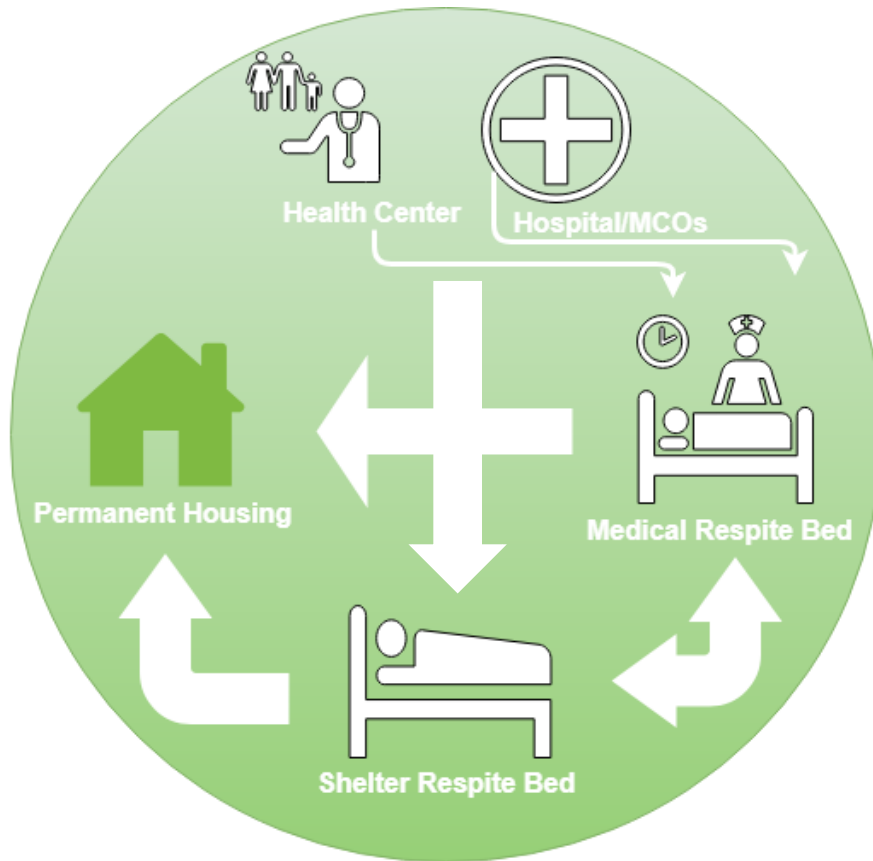 Health Center
Hospital/MCOs
Permanent Housing
Medical Respite Bed
Shelter Respite Bed